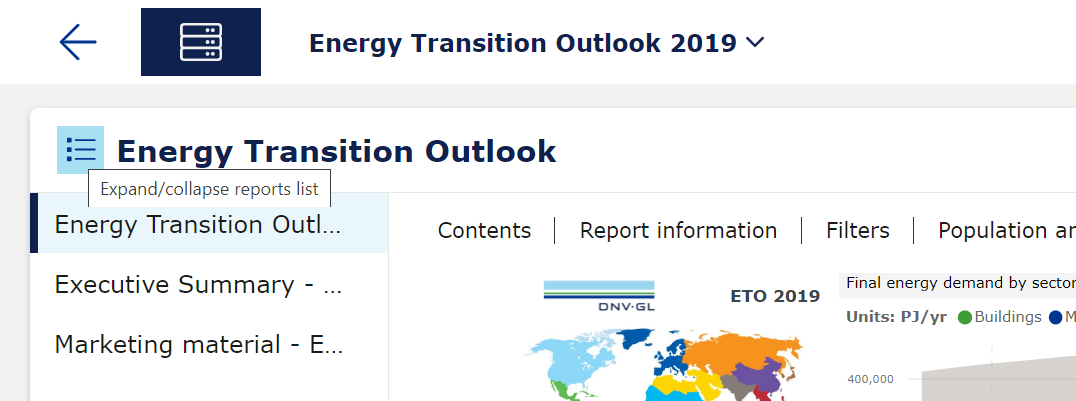 Energy Transition Outlook 2019
Energy Transition Outlook
Expand/collapse reports list
Energy Transition Outl...
Executive Summary - ...
Marketing material - E...
Contents
Report information
Filters
Population
DNV·GL
ETO 2019
Final energy demand by sector
Units: PJ/yr Buildings
400,000